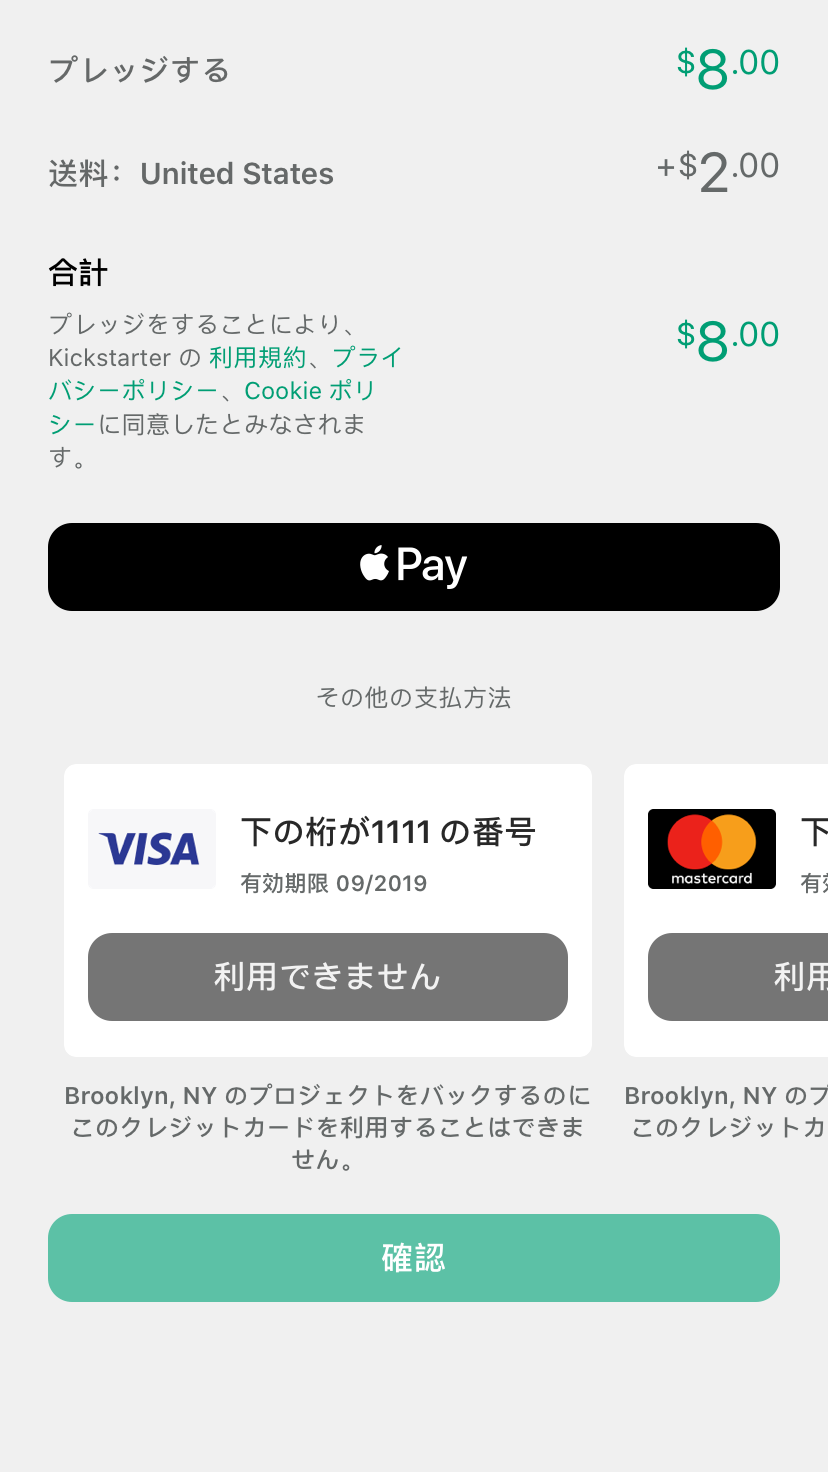 プレッジする $8.00
送料： United States +$2.00
合計
プレッジをすることにより、
Kickstarter の 利用規約、プライ
バシーポリシー、Cookie ポリ
シーに同意したとみなされま
す。
$8.00
Pay
その他の支払方法
VISA
下の桁が1111 の番号
有効期限 09/2019
利用できません
Brooklyn, NY のプロジェクトをバックするのに
このクレジットカードを利用することはできま
せん。
mastercard
下
有効
利用
Brooklyn, NY のプ
このクレジットカ
確認